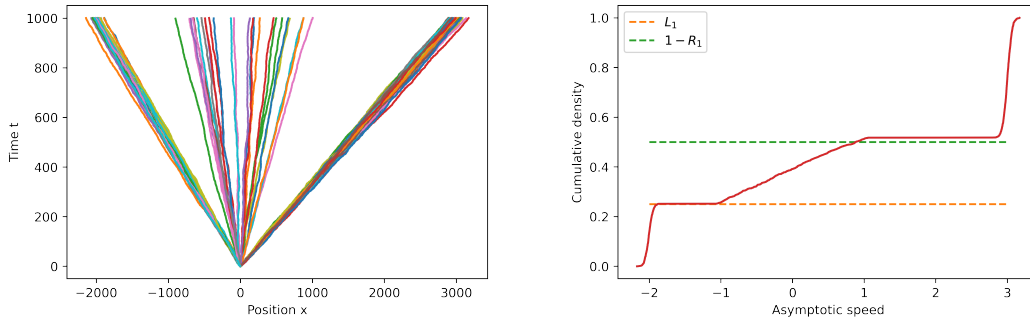 1000
800
600
400
200
0
Time t
−2000 −1000 0 1000 2000 3000
Position x
1.0
0.8
0.6
0.4
0.2
0.0
Cumulative density
L₁
1 − R₁
−2 −1 0 1 2 3
Asymptotic speed